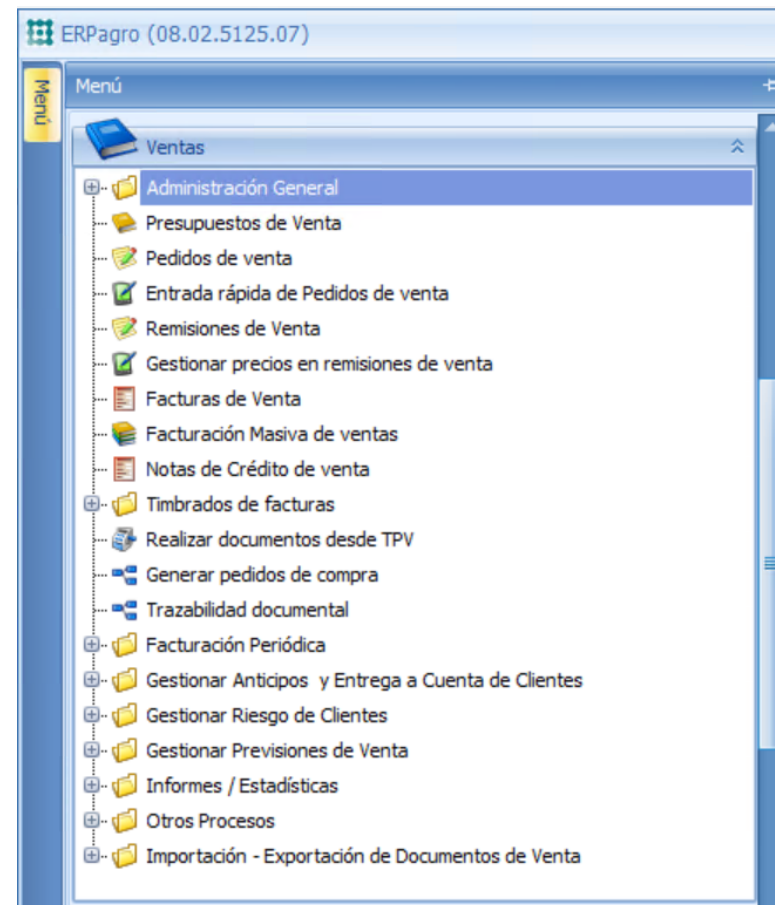 ERPagro (08.02.5125.07)
Menú
Menú
Ventas
Administración General
Presupuestos de Venta
Pedidos de venta
Entrada rápida de Pedidos de venta
Remisiones de Venta
Gestionar precios en remisiones de venta
Facturas de Venta
Facturación Masiva de ventas
Notas de Crédito de venta
Timbrados de facturas
Realizar documentos desde TPV
Generar pedidos de compra
Trazabilidad documental
Facturación Periódica
Gestionar Anticipos  y Entrega a Cuenta de Clientes
Gestionar Riesgo de Clientes
Gestionar Previsiones de Venta
Informes / Estadísticas
Otros Procesos
Importación - Exportación de Documentos de Venta